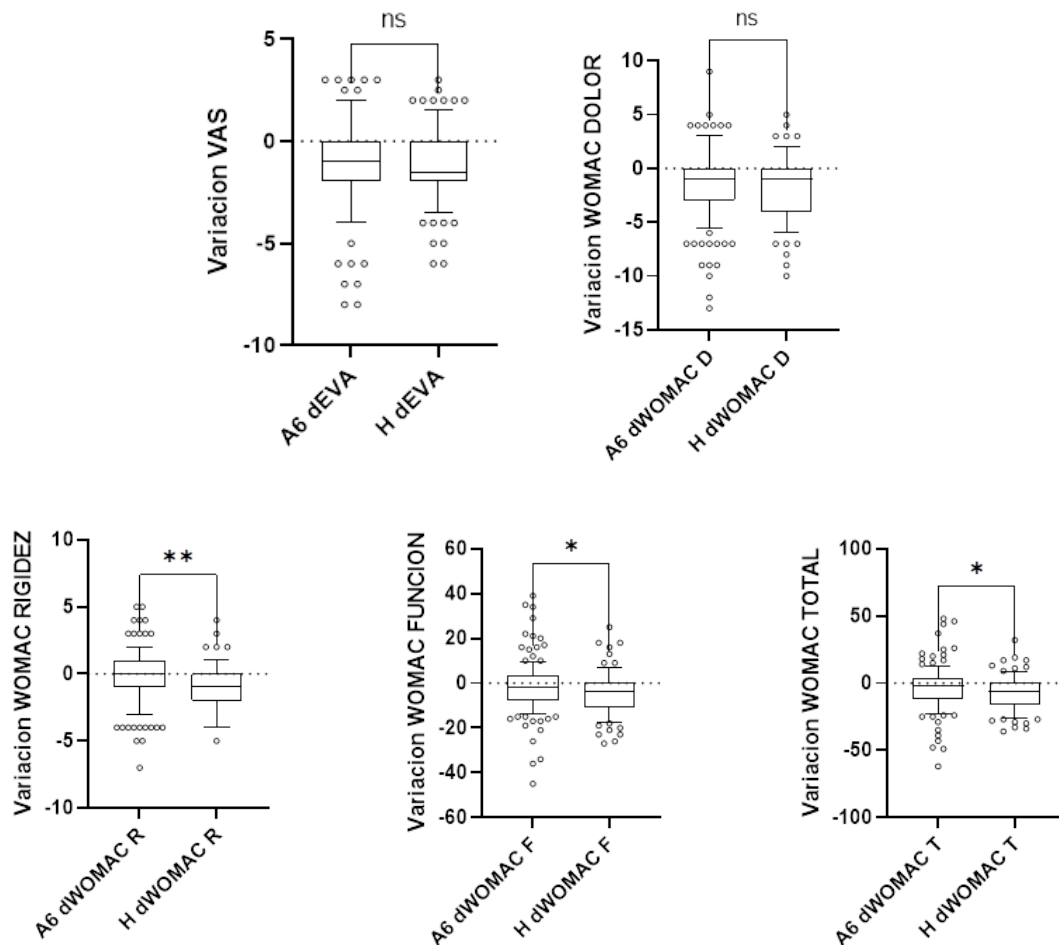 ns
Variacion VAS
5
0
-5
-10
A6 dEVA
H dEVA
ns
Variacion WOMAC DOLOR
10
5
0
-5
-10
-15
A6 dWOMAC D
H dWOMAC D
**
Variacion WOMAC RIGIDEZ
10
5
0
-5
-10
A6 dWOMAC R
H dWOMAC R
*
Variacion WOMAC FUNCION
60
40
20
0
-20
-40
-60
A6 dWOMAC F
H dWOMAC F
*
Variacion WOMAC TOTAL
100
50
0
-50
-100
A6 dWOMAC T
H dWOMAC T